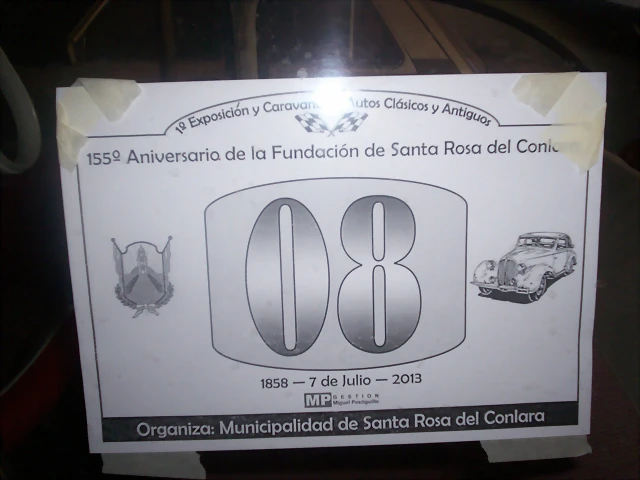 1º Exposición y Caravana Autos Clásicos y Antiguos
155º Aniversario de la Fundación de Santa Rosa del
08
1858 — 7 de Julio — 2013
MP GESTION
Organiza: Municipalidad de Santa Rosa del Conlara